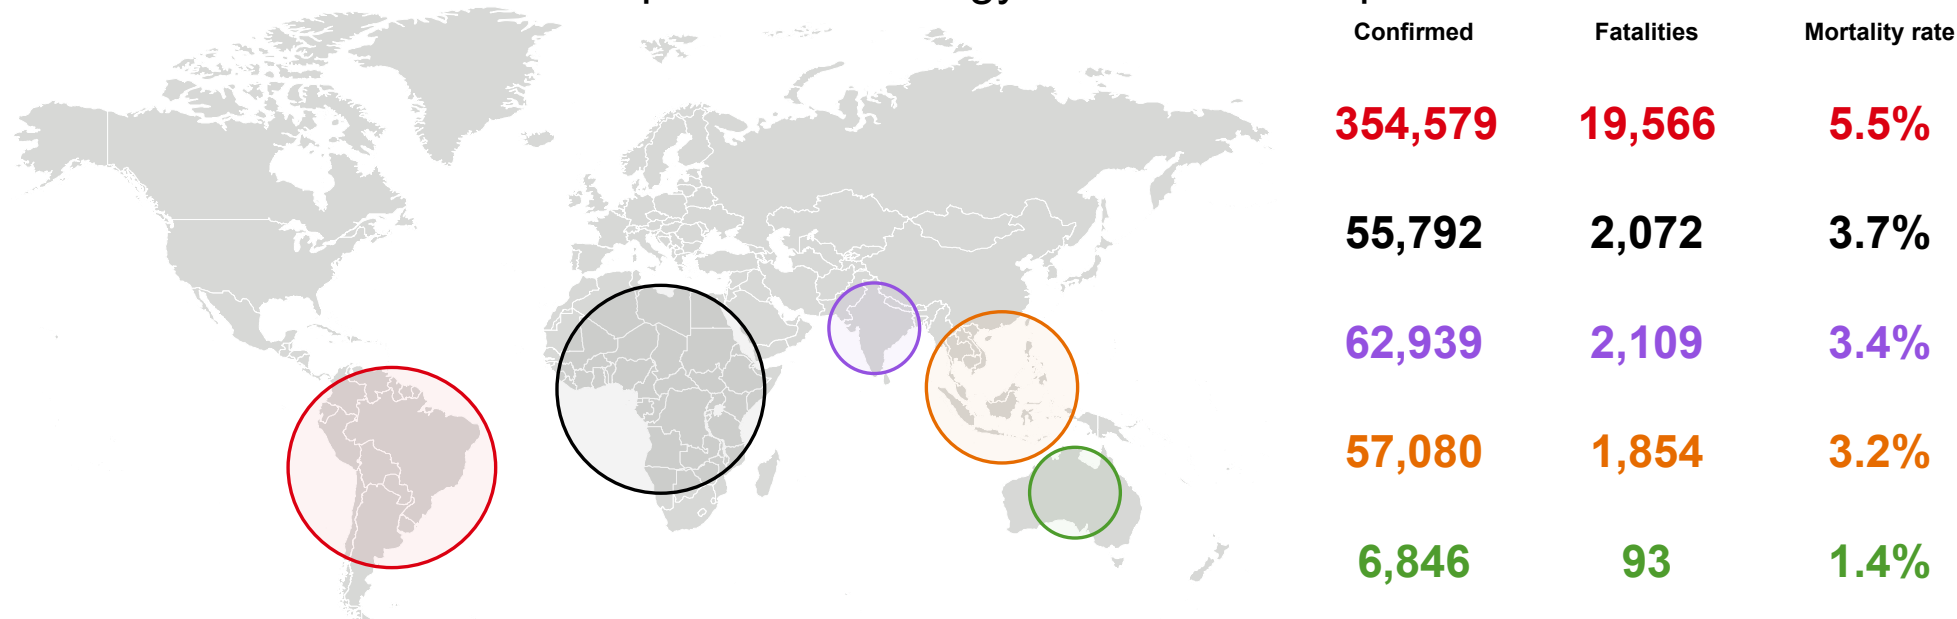 Confirmed Fatalities Mortality rate
354,579 19,566 5.5%
55,792 2,072 3.7%
62,939 2,109 3.4%
57,080 1,854 3.2%
6,846 93 1.4%